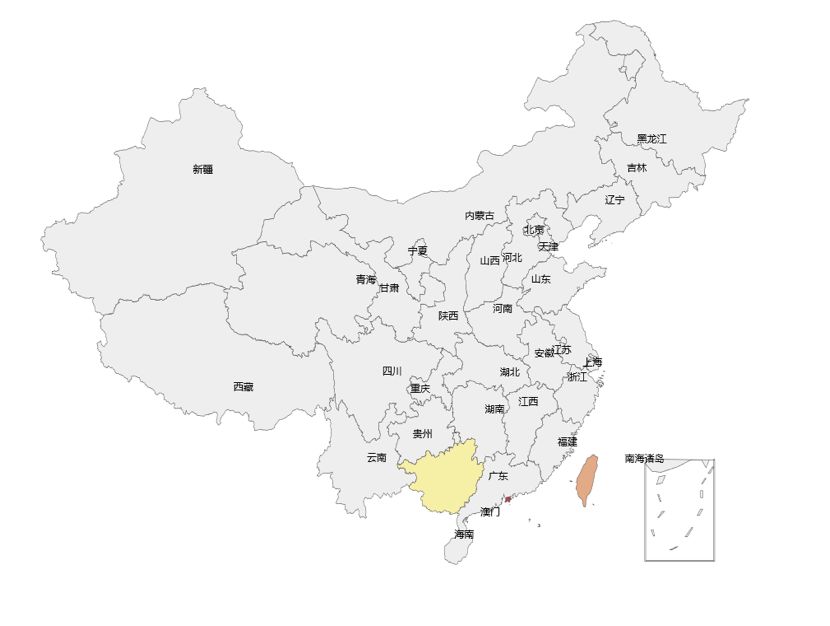 黑龙江
吉林
新疆
辽宁
内蒙古
北京
天津
宁夏
河北
山西
青海
山东
甘肃
河南
陕西
安徽
江苏
上海
四川
湖北
浙江
西藏
重庆
江西
湖南
贵州
福建
云南
南海诸岛
广东
澳门
海南